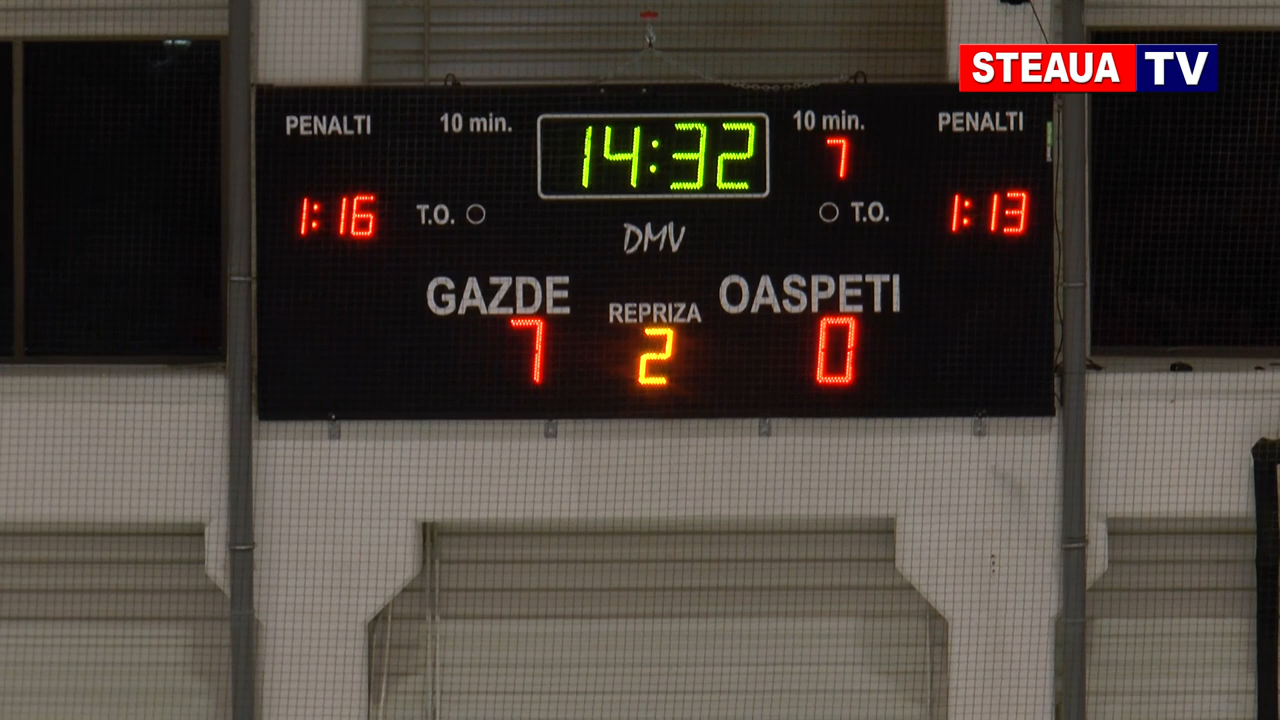 STEAUA TV
PENALTI 10 min. 14:32 10 min. PENALTI
7
1:16 T.O. T.O. 1:13
DMV
GAZDE REPRIZA OASPETI
7 2 0